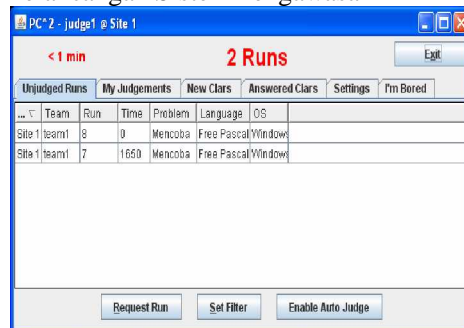 PC^2 - judge1 @ Site 1
< 1 min 2 Runs Exit
Unjudged Runs My Judgements New Clars Answered Clars Settings I'm Bored
... Team Run Time Problem Language OS
Site 1 team1 8 0 Mencoba Free Pascal Windows
Site 1 team1 7 1650 Mencoba Free Pascal Windows
Request Run Set Filter Enable Auto Judge